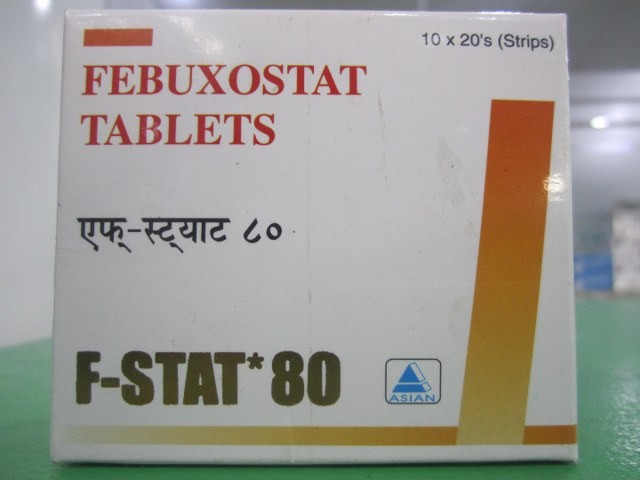 10 x 20's (Strips)
FEBUXOSTAT
TABLETS
एफ्-स्ट्याट ८०
F-STAT* 80
ASIAN